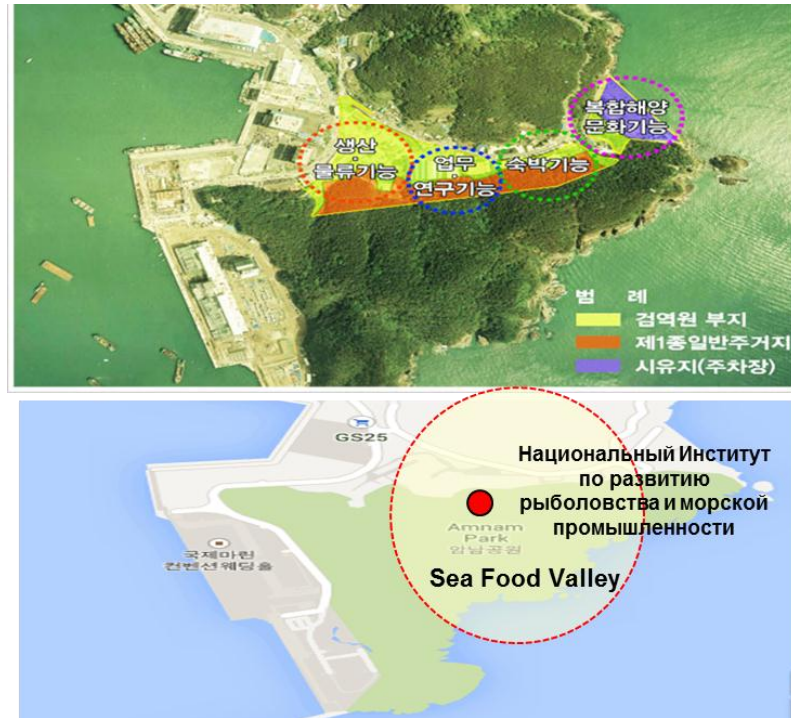 복합해양
문화기능
생산
·
물류기능
업무
·
연구기능
숙박기능
범 례
검역원 부지
제1종일반주거지
시유지(주차장)
GS25
Национальный Институт
по развитию
рыболовства и морской
промышленности
Amnam
Park
암남공원
국제마린
컨벤션웨딩홀
Sea Food Valley